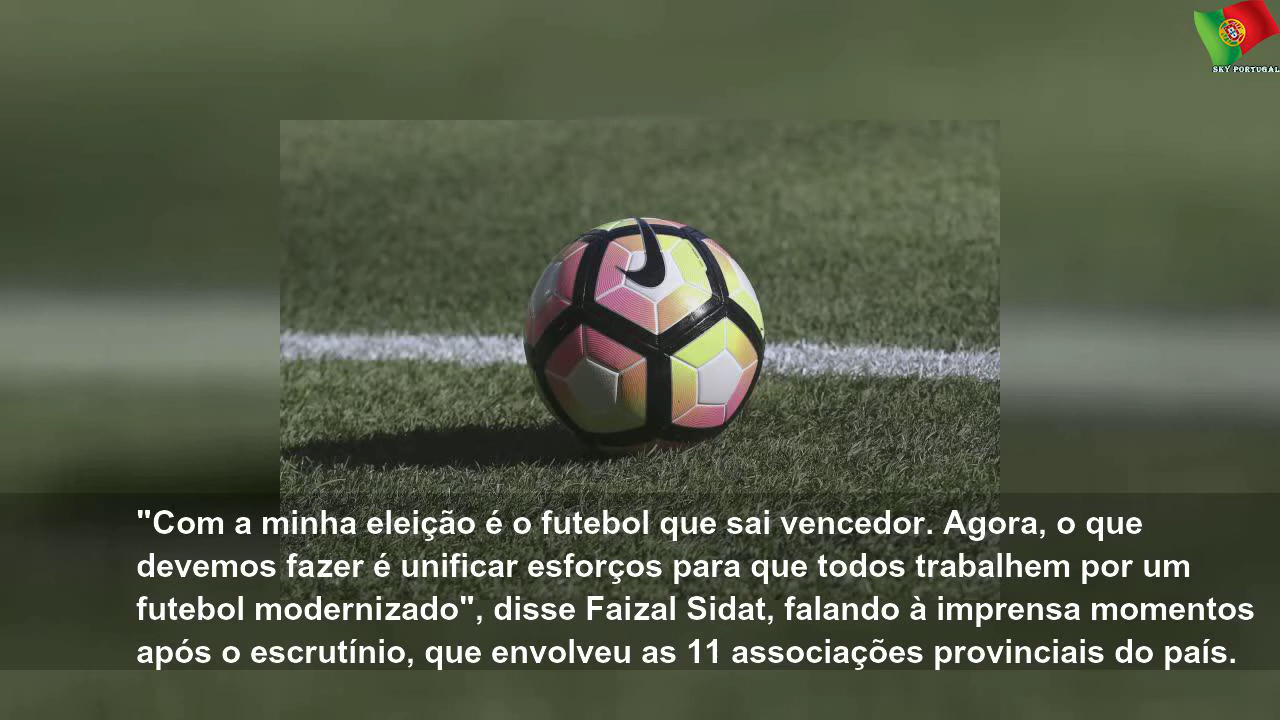 SKY PORTUGAL
"Com a minha eleição é o futebol que sai vencedor. Agora, o que
devemos fazer é unificar esforços para que todos trabalhem por um
futebol modernizado", disse Faizal Sidat, falando à imprensa momentos
após o escrutínio, que envolveu as 11 associações provinciais do país.